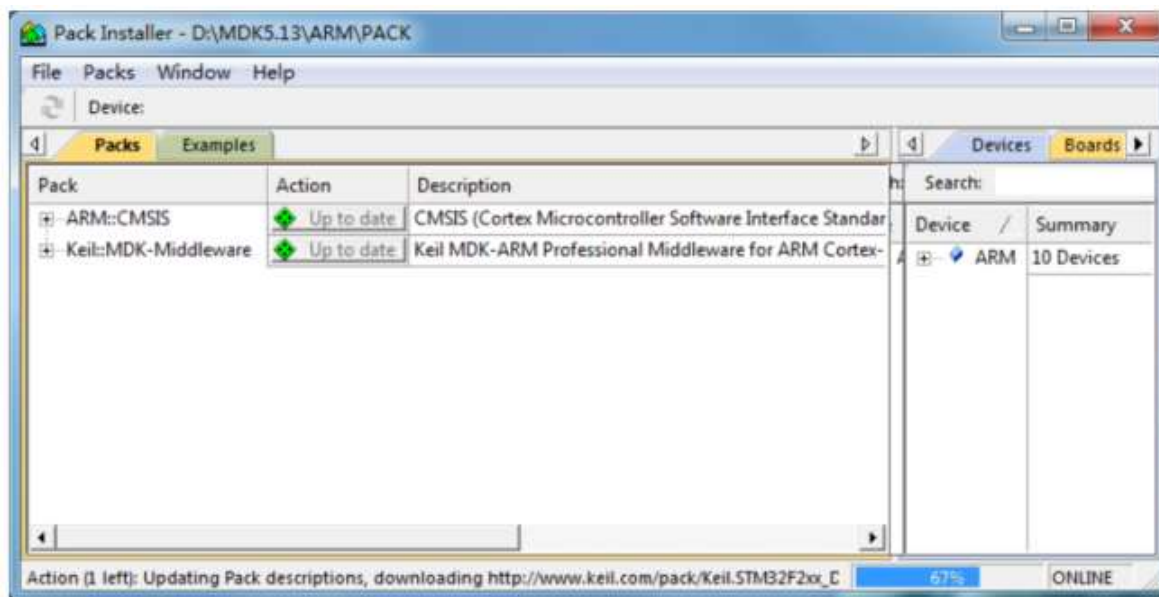 Pack Installer - D:\MDK5.13\ARM\PACK
File Packs Window Help
Device:
Packs Examples
Devices Boards
Pack Action Description
Search:
ARM::CMSIS Up to date CMSIS (Cortex Microcontroller Software Interface Standar
Device Summary
Keil::MDK-Middleware Up to date Keil MDK-ARM Professional Middleware for ARM Cortex-
ARM 10 Devices
Action (1 left): Updating Pack descriptions, downloading http://www.keil.com/pack/Keil.STM32F2xx_D 67% ONLINE